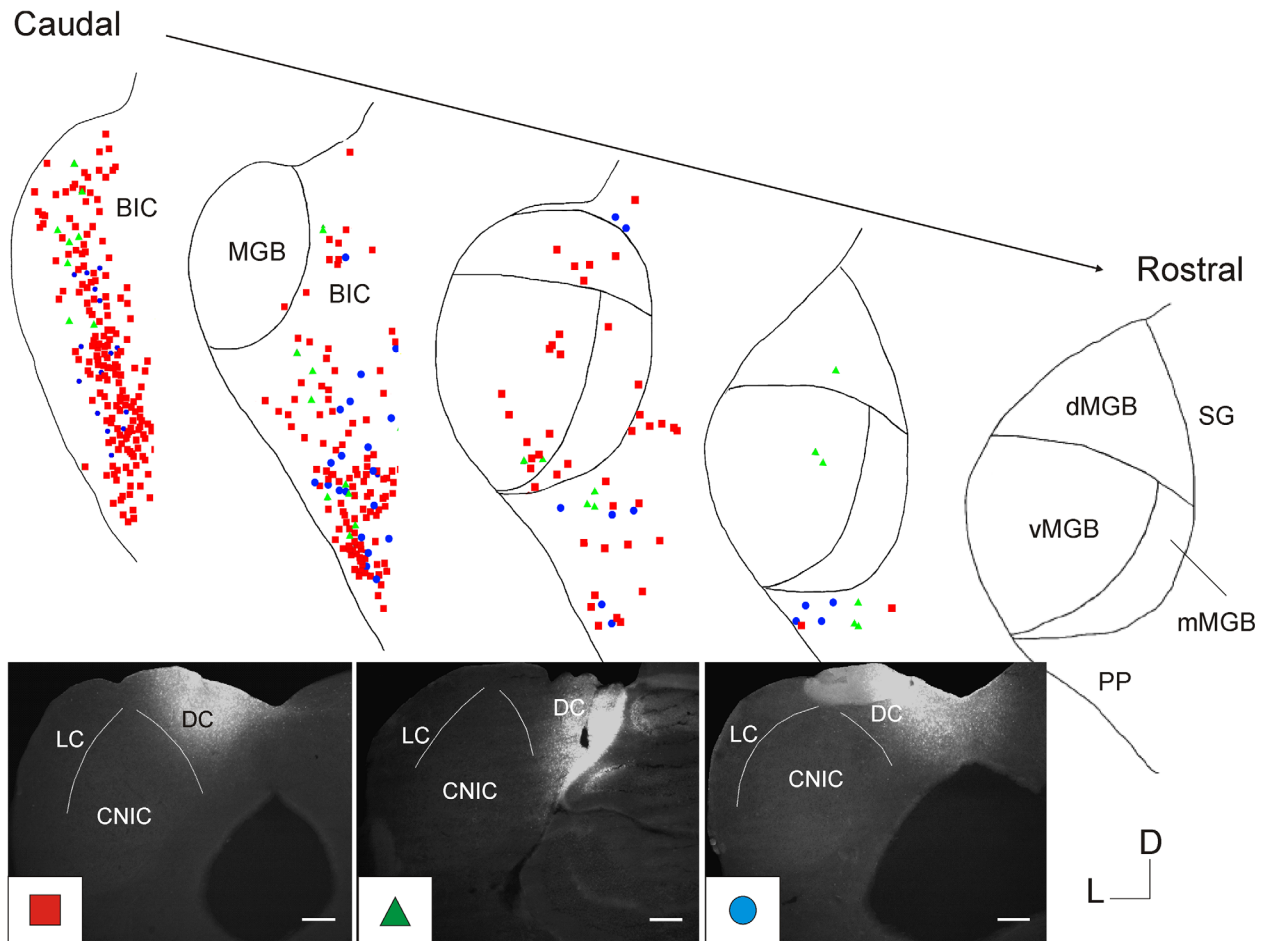 Caudal
BIC
MGB
BIC
Rostral
dMGB
SG
vMGB
mMGB
PP
LC
DC
CNIC
LC
DC
CNIC
LC
DC
CNIC
D
L